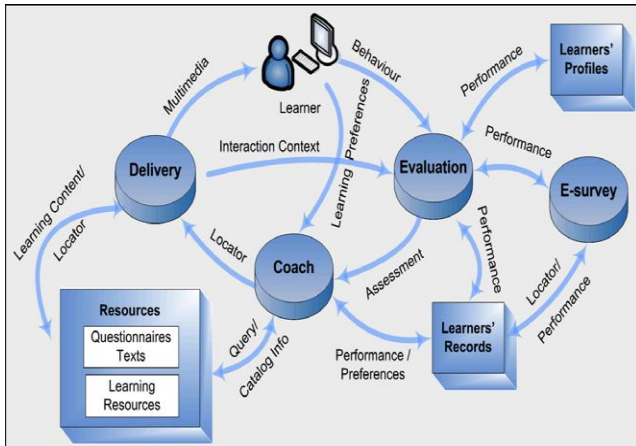 Learners'
Profiles
Behaviour
Performance
Multimedia
Learner
Performance
Interaction Context
Learning Preferences
Delivery
Evaluation
E-survey
Learning Content/
Locator
Locator
Coach
Assessment
Performance
Locator/
Performance
Resources
Questionnaires
Texts
Learning
Resources
Query/
Catalog Info
Performance /
Preferences
Learners'
Records